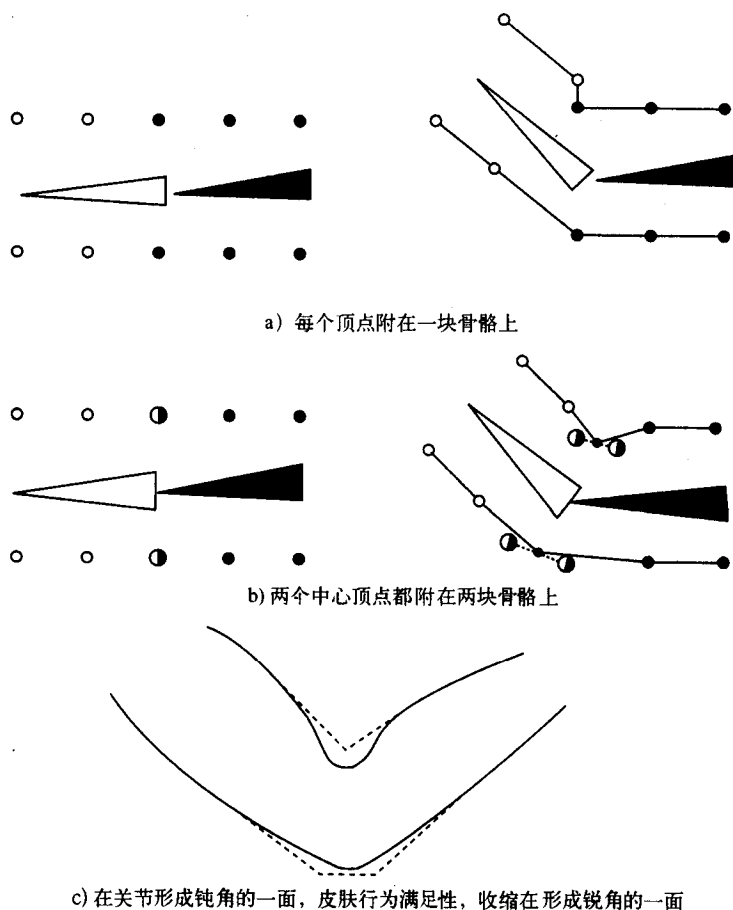 a) 每个顶点附在一块骨骼上
b) 两个中心顶点都附在两块骨骼上
c) 在关节形成钝角的一面，皮肤行为满足性，收缩在形成锐角的一面